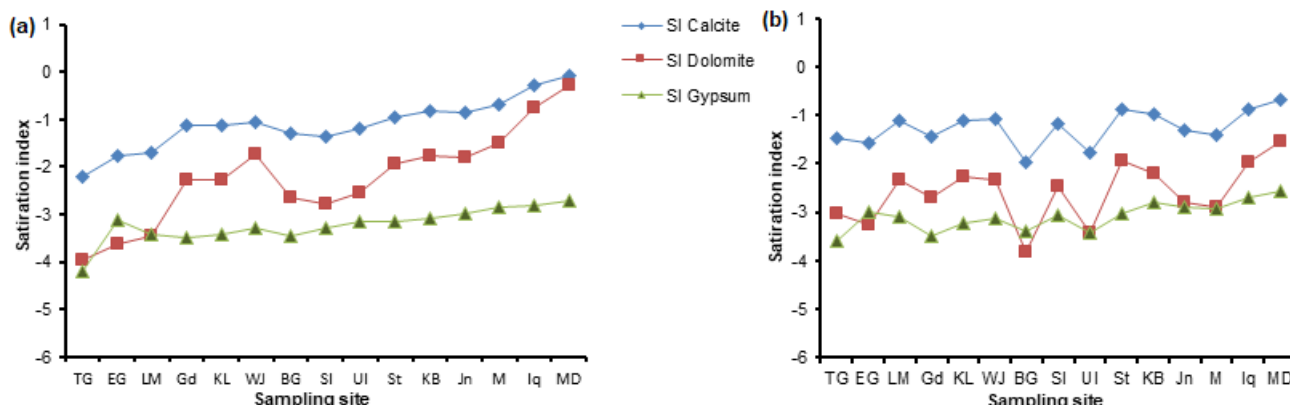 (a)
Satiration index
1
0
-1
-2
-3
-4
-5
-6
TG EG LM Gd KL WJ BG SI UI St KB Jn M Iq MD
Sampling site
SI Calcite
SI Dolomite
SI Gypsum
(b)
Satiration index
1
0
-1
-2
-3
-4
-5
-6
TG EG LM Gd KL WJ BG SI UI St KB Jn M Iq MD
Sampling site